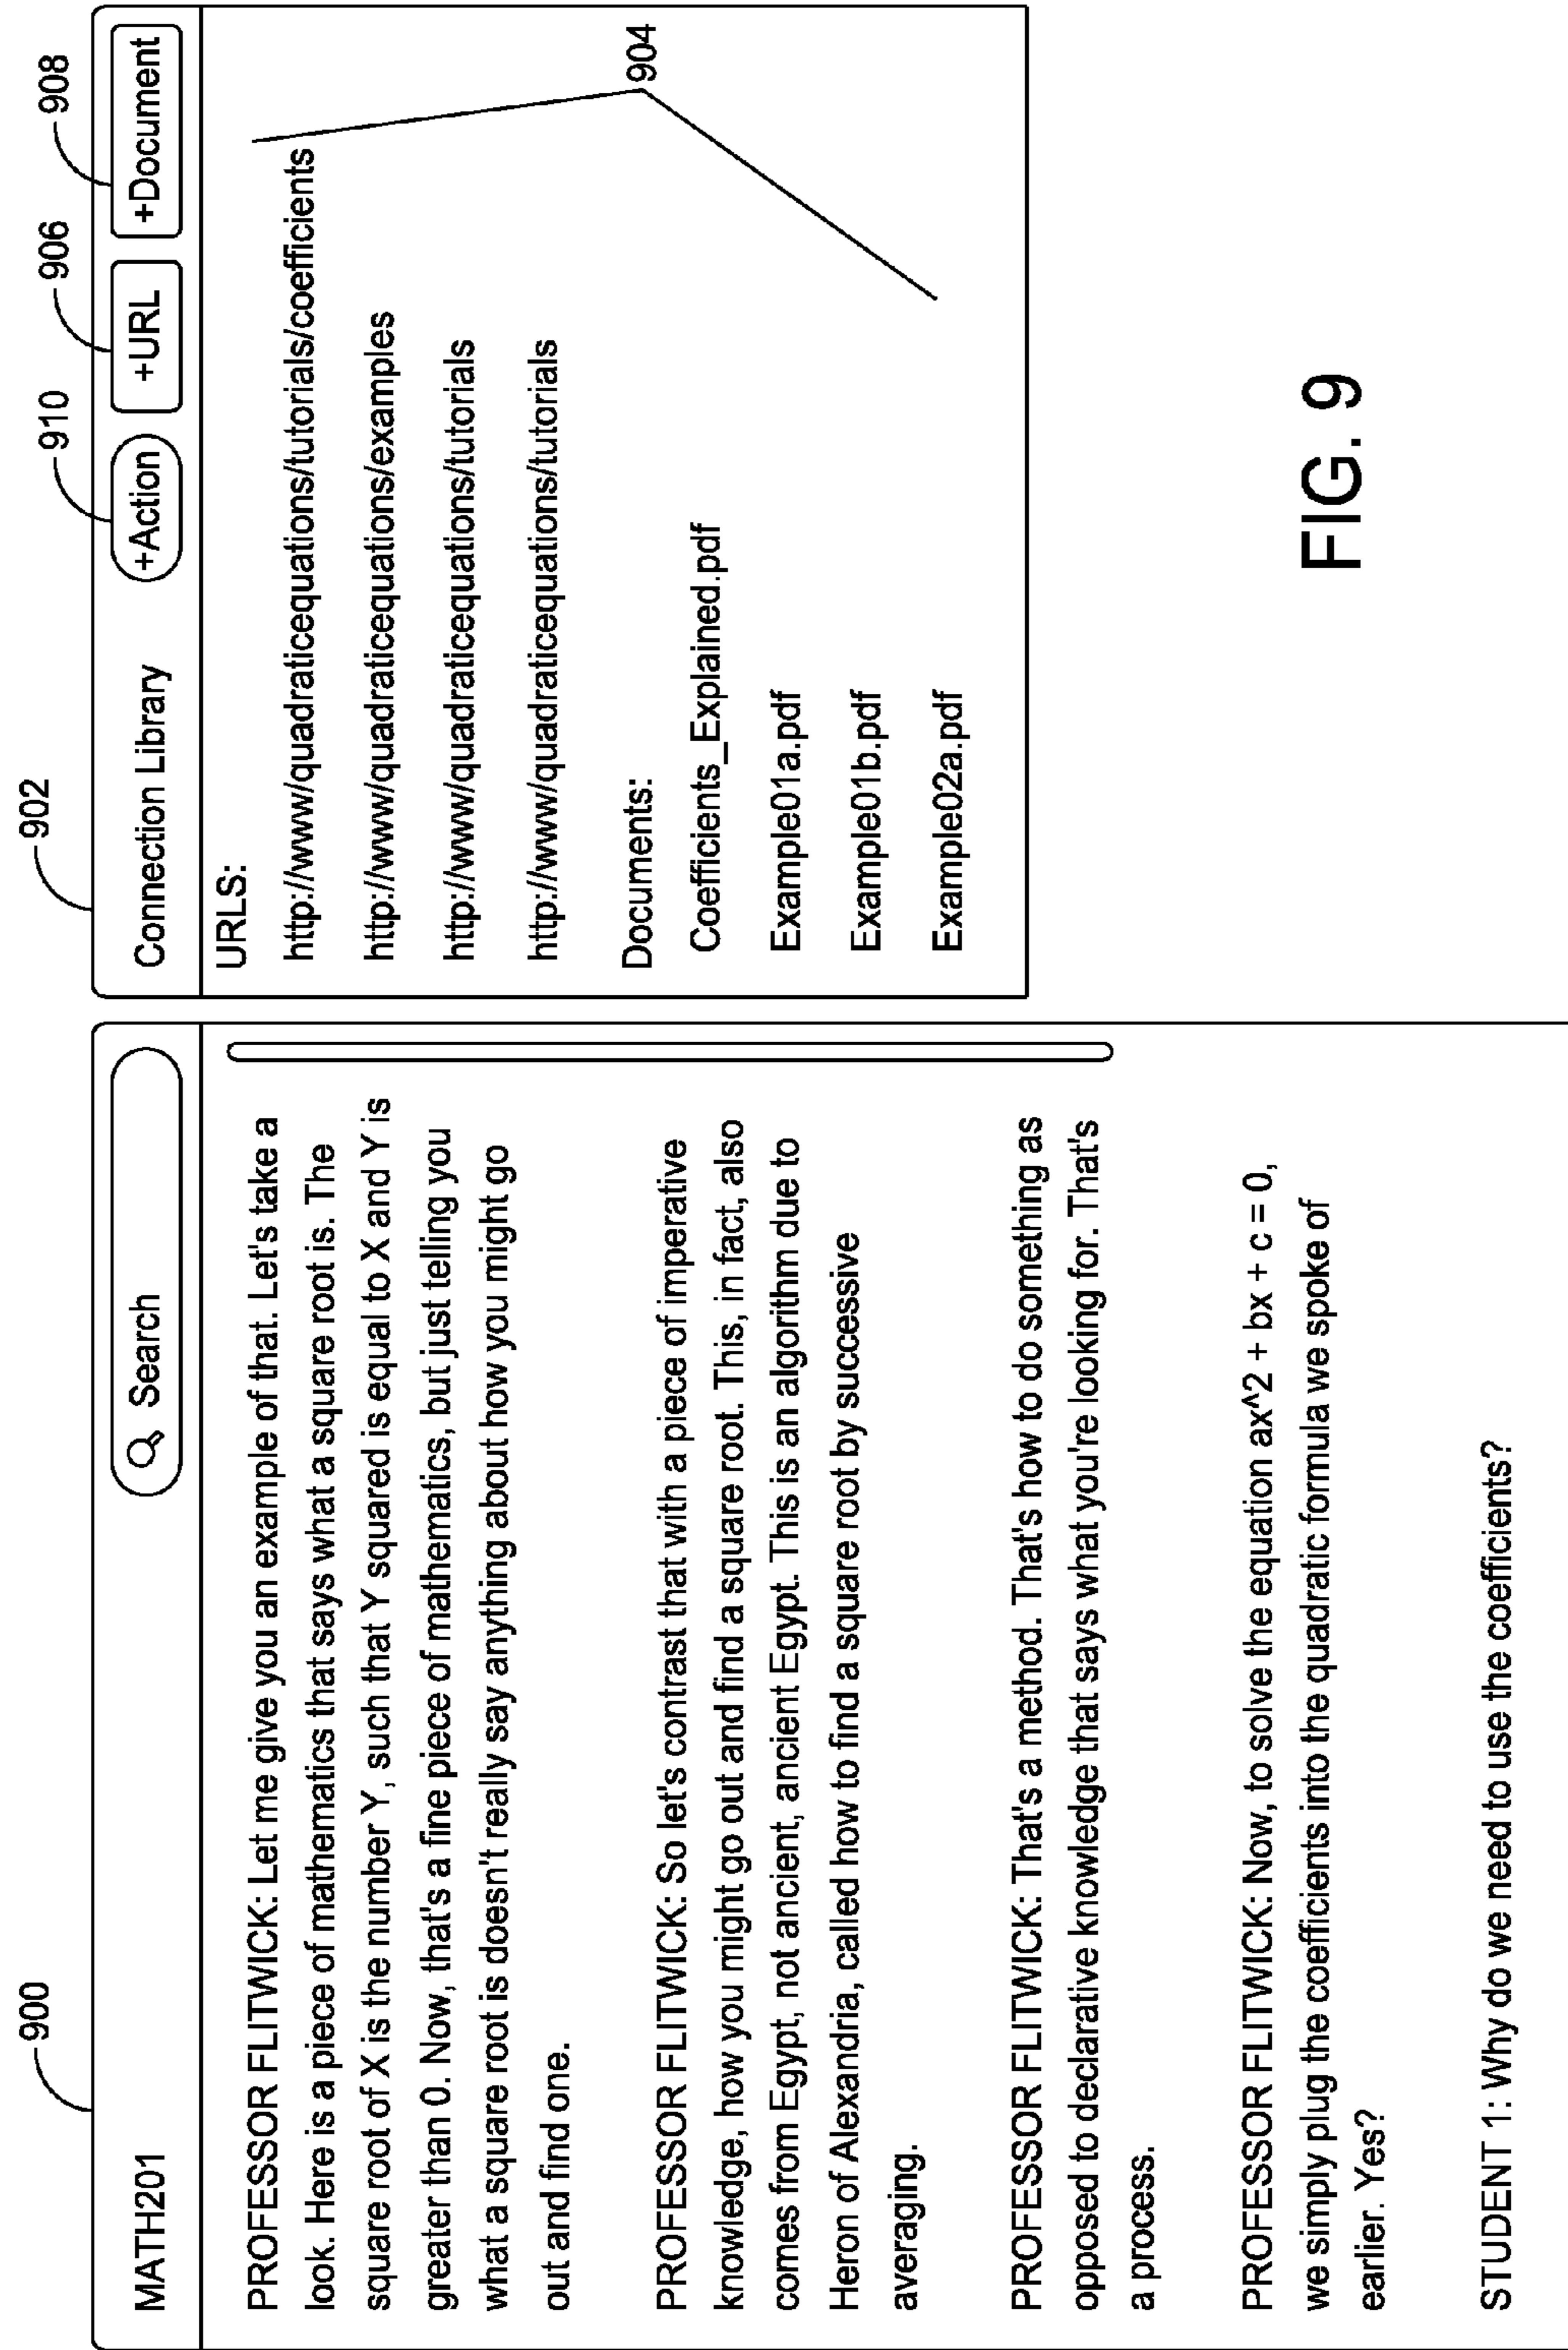 900
MATH201
Search
PROFESSOR FLITWICK: Let me give you an example of that. Let's take a
look. Here is a piece of mathematics that says what a square root is. The
square root of X is the number Y, such that Y squared is equal to X and Y is
greater than 0. Now, that's a fine piece of mathematics, but just telling you
what a square root is doesn't really say anything about how you might go
out and find one.
PROFESSOR FLITWICK: So let's contrast that with a piece of imperative
knowledge, how you might go out and find a square root. This, in fact, also
comes from Egypt, not ancient, ancient Egypt. This is an algorithm due to
Heron of Alexandria, called how to find a square root by successive
averaging.
PROFESSOR FLITWICK: That's a method. That's how to do something as
opposed to declarative knowledge that says what you're looking for. That's
a process.
PROFESSOR FLITWICK: Now, to solve the equation ax^2 + bx + c = 0,
we simply plug the coefficients into the quadratic formula we spoke of
earlier. Yes?
STUDENT 1: Why do we need to use the coefficients?
902
910
906
908
Connection Library
+Action
+URL
+Document
URLS:
http://www/quadraticequations/tutorials/coefficients
http://www/quadraticequations/examples
http://www/quadraticequations/tutorials
http://www/quadraticequations/tutorials
904
Documents:
Coefficients_Explained.pdf
Example01a.pdf
Example01b.pdf
Example02a.pdf
FIG. 9